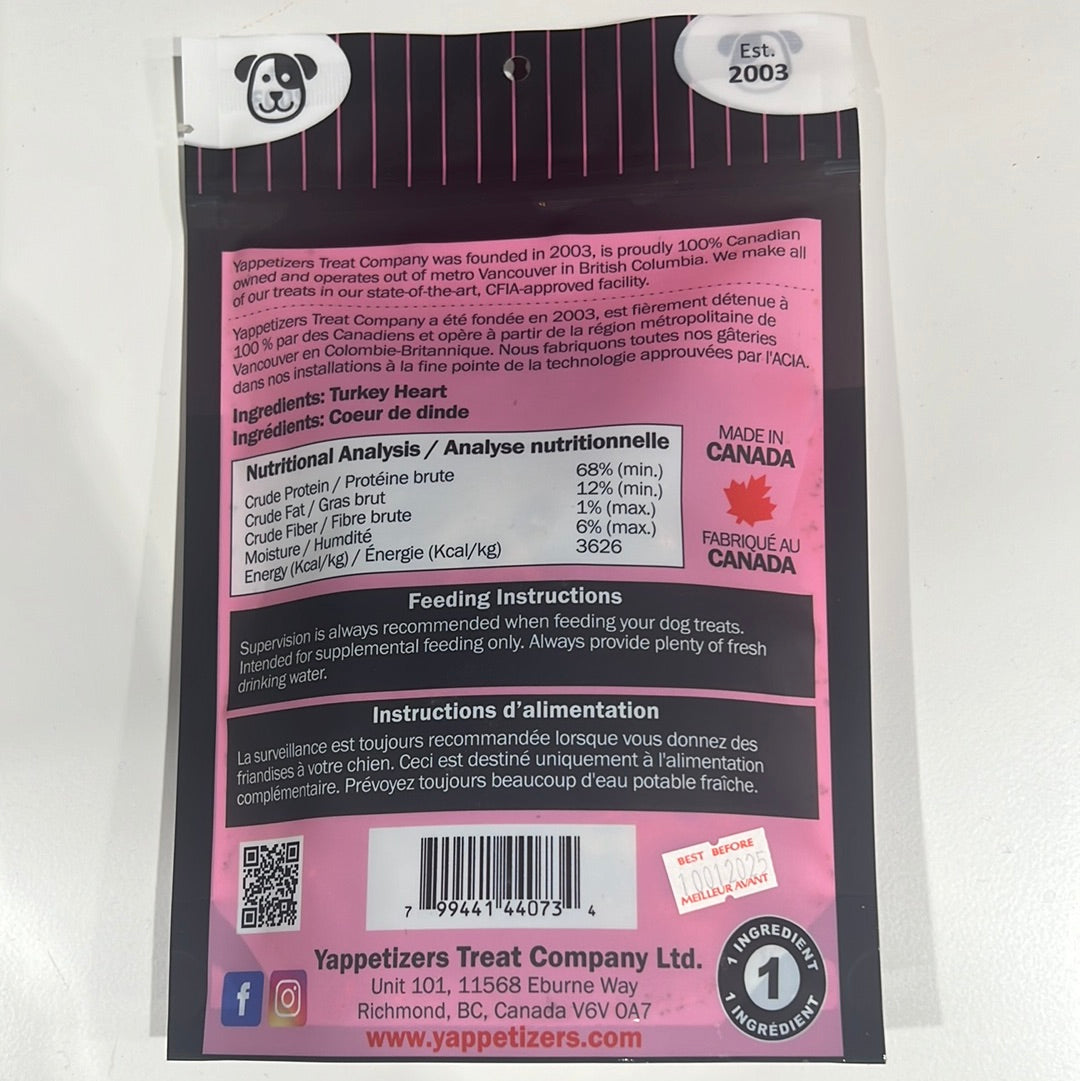 Est.
2003
Yappetizers Treat Company was founded in 2003, is proudly 100% Canadian
owned and operates out of metro Vancouver in British Columbia. We make all
of our treats in our state-of-the-art, CFIA-approved facility.
Yappetizers Treat Company a été fondée en 2003, est fièrement détenue à
100 % par des Canadiens et opère à partir de la région métropolitaine de
Vancouver en Colombie-Britannique. Nous fabriquons toutes nos gâteries
dans nos installations à la fine pointe de la technologie approuvées par l'ACIA.
Ingredients: Turkey Heart
Ingrédients: Coeur de dinde
Nutritional Analysis / Analyse nutritionnelle
Crude Protein / Protéine brute 68% (min.)
Crude Fat / Gras brut 12% (min.)
Crude Fiber / Fibre brute 1% (max.)
Moisture / Humdité 6% (max.)
Energy (Kcal/kg) / Énergie (Kcal/kg) 3626
MADE IN
CANADA
FABRIQUÉ AU
CANADA
Feeding Instructions
Supervision is always recommended when feeding your dog treats.
Intended for supplemental feeding only. Always provide plenty of fresh
drinking water.
Instructions d'alimentation
La surveillance est toujours recommandée lorsque vous donnez des
friandises à votre chien. Ceci est destiné uniquement à l'alimentation
complémentaire. Prévoyez toujours beaucoup d'eau potable fraîche.
7 99441 44073 4
BEST BEFORE
10012025
MEILLEUR AVANT
1 INGREDIENT
1
1 INGRÉDIENT
Yappetizers Treat Company Ltd.
Unit 101, 11568 Eburne Way
Richmond, BC, Canada V6V 0A7
www.yappetizers.com